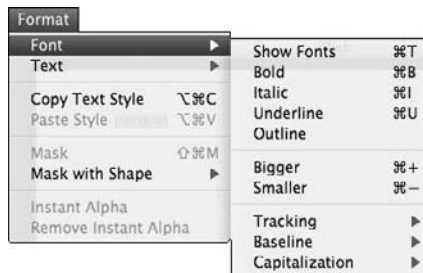 Format
Font
Text
Copy Text Style ⌥⌘C
Paste Style ⌥⌘V
Mask ⇧⌘M
Mask with Shape
Instant Alpha
Remove Instant Alpha
Show Fonts ⌘T
Bold ⌘B
Italic ⌘I
Underline ⌘U
Outline
Bigger ⌘+
Smaller ⌘−
Tracking
Baseline
Capitalization